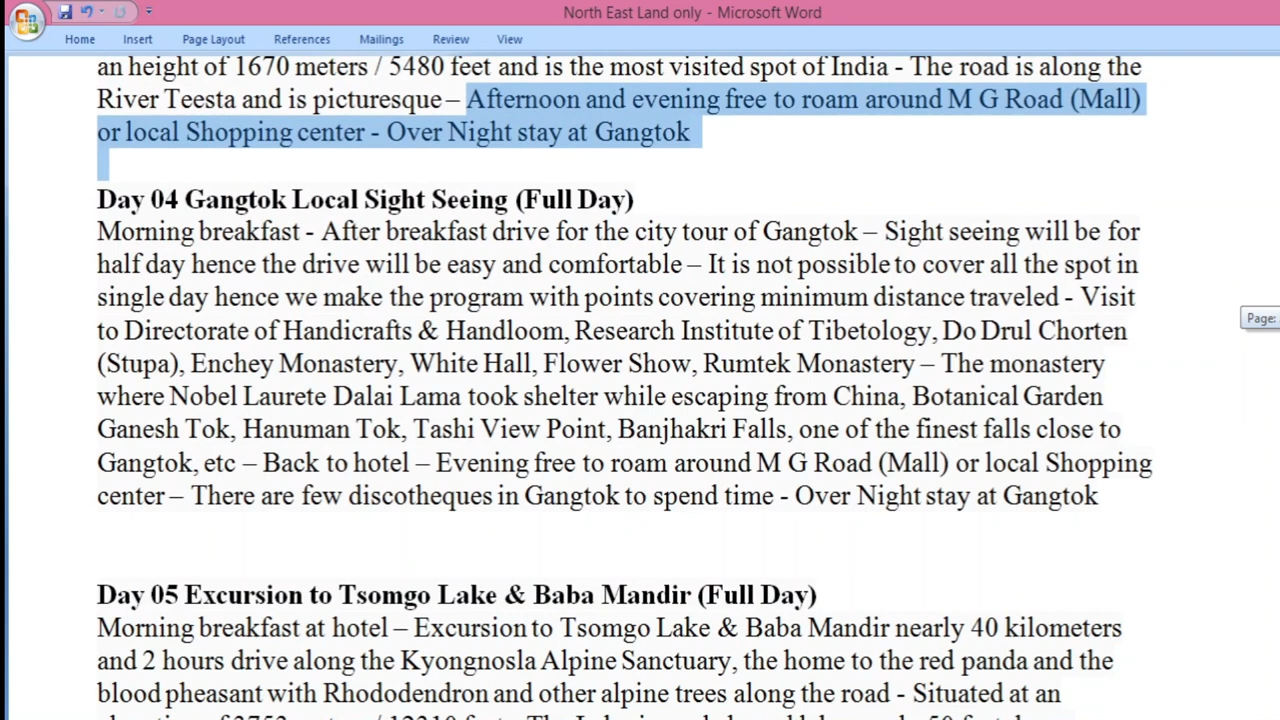 North East Land only - Microsoft Word
Home Insert Page Layout References Mailings Review View
an height of 1670 meters / 5480 feet and is the most visited spot of India - The road is along the
River Teesta and is picturesque – Afternoon and evening free to roam around M G Road (Mall)
or local Shopping center - Over Night stay at Gangtok
Day 04 Gangtok Local Sight Seeing (Full Day)
Morning breakfast - After breakfast drive for the city tour of Gangtok – Sight seeing will be for
half day hence the drive will be easy and comfortable – It is not possible to cover all the spot in
single day hence we make the program with points covering minimum distance traveled - Visit
to Directorate of Handicrafts & Handloom, Research Institute of Tibetology, Do Drul Chorten
(Stupa), Enchey Monastery, White Hall, Flower Show, Rumtek Monastery – The monastery
where Nobel Laurete Dalai Lama took shelter while escaping from China, Botanical Garden
Ganesh Tok, Hanuman Tok, Tashi View Point, Banjhakri Falls, one of the finest falls close to
Gangtok, etc – Back to hotel – Evening free to roam around M G Road (Mall) or local Shopping
center – There are few discotheques in Gangtok to spend time - Over Night stay at Gangtok
Page:
Day 05 Excursion to Tsomgo Lake & Baba Mandir (Full Day)
Morning breakfast at hotel – Excursion to Tsomgo Lake & Baba Mandir nearly 40 kilometers
and 2 hours drive along the Kyongnosla Alpine Sanctuary, the home to the red panda and the
blood pheasant with Rhododendron and other alpine trees along the road - Situated at an